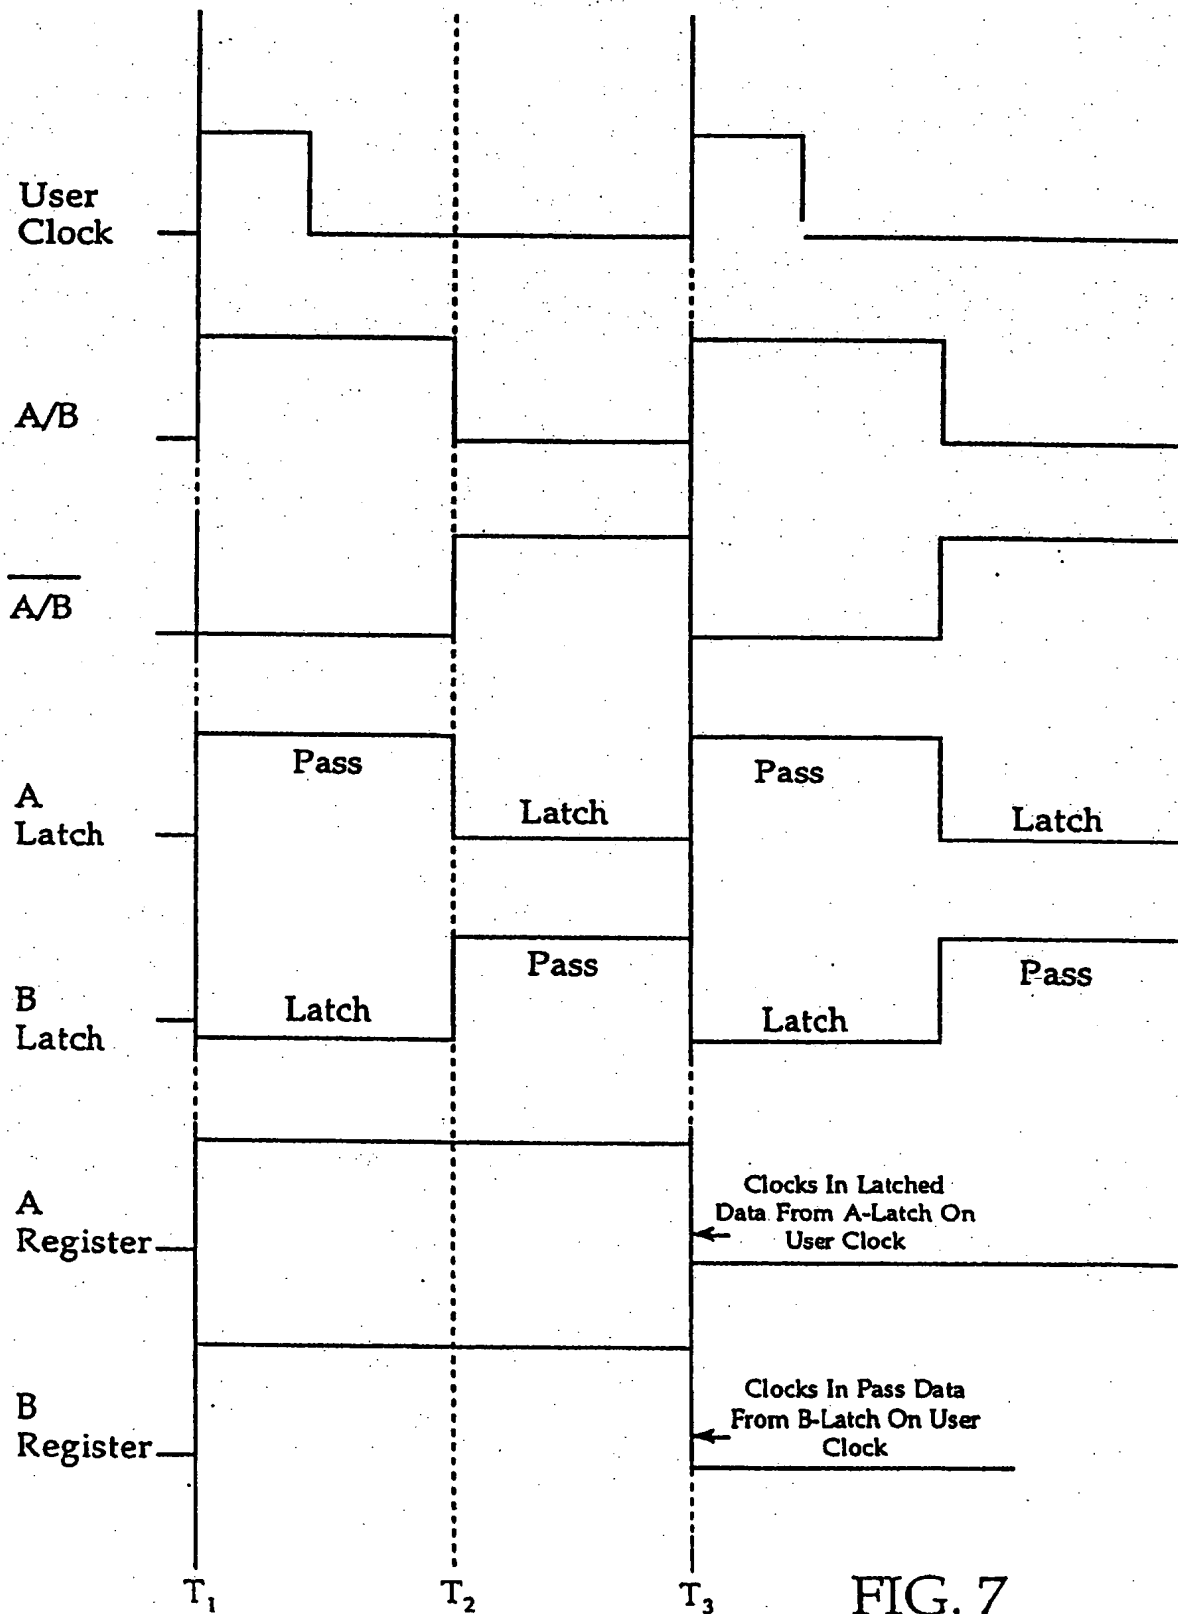 User
Clock
A/B
A/B
Pass
Pass
A
Latch
Latch
Latch
Pass
Pass
B
Latch
Latch
Latch
Clocks In Latched
Data From A-Latch On
User Clock
A
Register
Clocks In Pass Data
From B-Latch On User
Clock
B
Register
T₁
T₂
T₃
FIG. 7